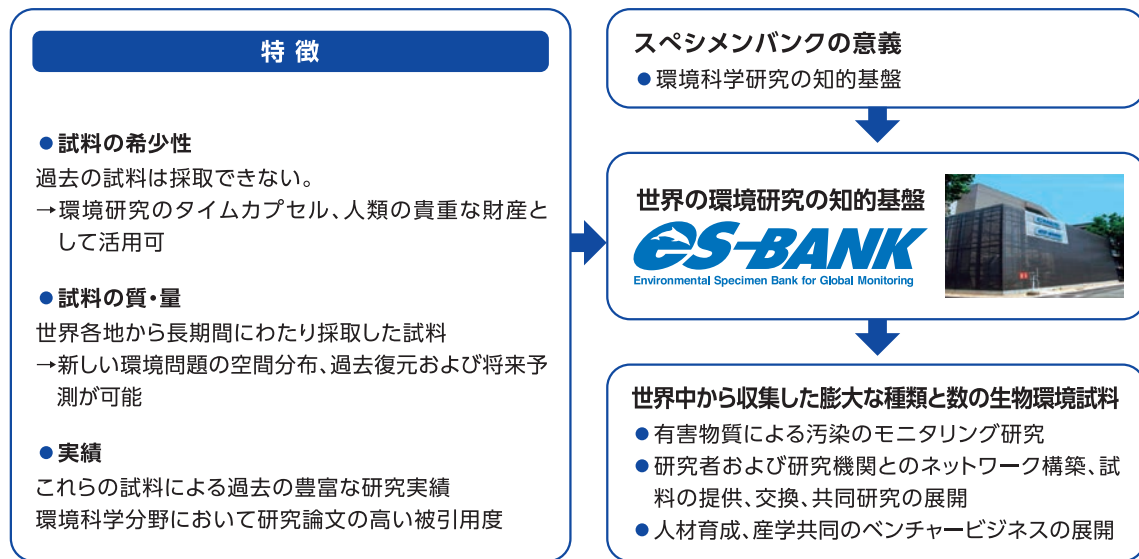 特 徴
●試料の希少性
過去の試料は採取できない。
→環境研究のタイムカプセル、人類の貴重な財産と
して活用可
●試料の質・量
世界各地から長期間にわたり採取した試料
→新しい環境問題の空間分布、過去復元および将来予
測が可能
●実績
これらの試料による過去の豊富な研究実績
環境科学分野において研究論文の高い被引用度
スペシメンバンクの意義
●環境科学研究の知的基盤
世界の環境研究の知的基盤
eS-BANK
Environmental Specimen Bank for Global Monitoring
世界中から収集した膨大な種類と数の生物環境試料
●有害物質による汚染のモニタリング研究
●研究者および研究機関とのネットワーク構築、試
料の提供、交換、共同研究の展開
●人材育成、産学共同のベンチャービジネスの展開